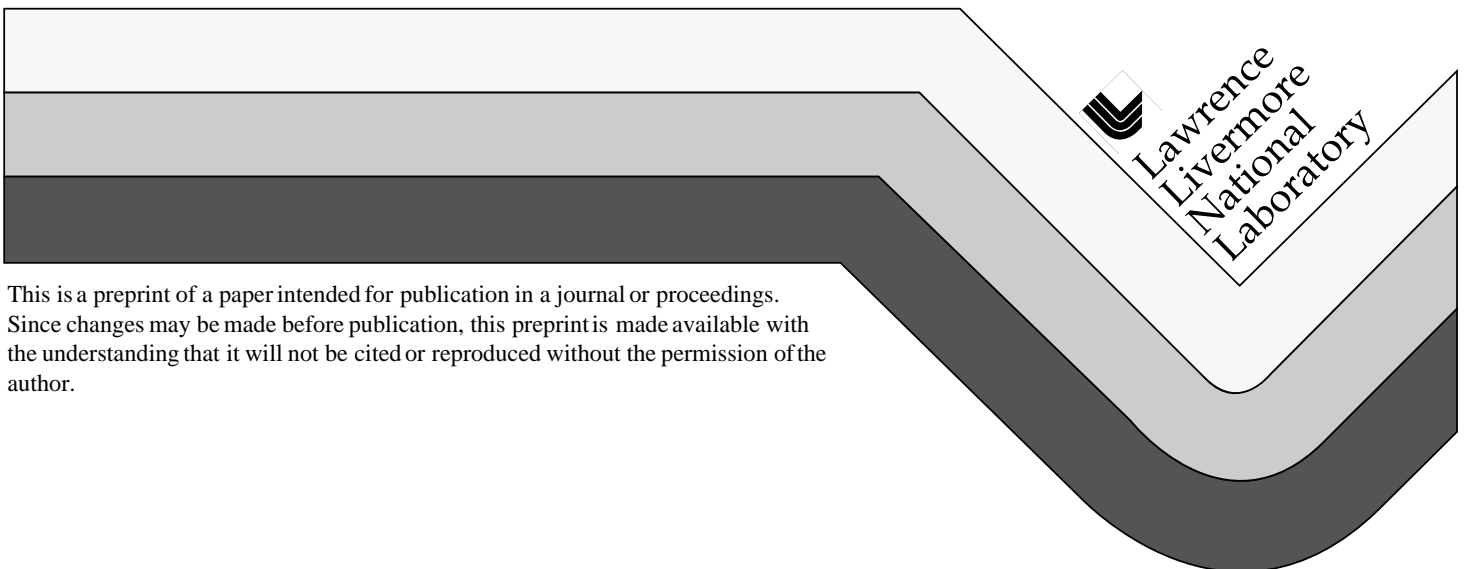 Lawrence
Livermore
National
Laboratory
This is a preprint of a paper intended for publication in a journal or proceedings.
Since changes may be made before publication, this preprint is made available with
the understanding that it will not be cited or reproduced without the permission of the
author.